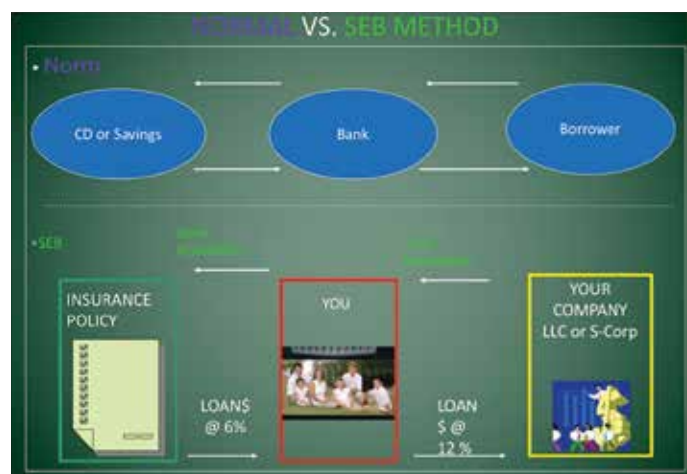 NORMAL VS. SEB METHOD
• Norm
CD or Savings
Bank
Borrower
•SEB
INSURANCE
POLICY
YOU
YOUR
COMPANY
LLC or S-Corp
LOAN$
@ 6%
LOAN
$ @
12 %